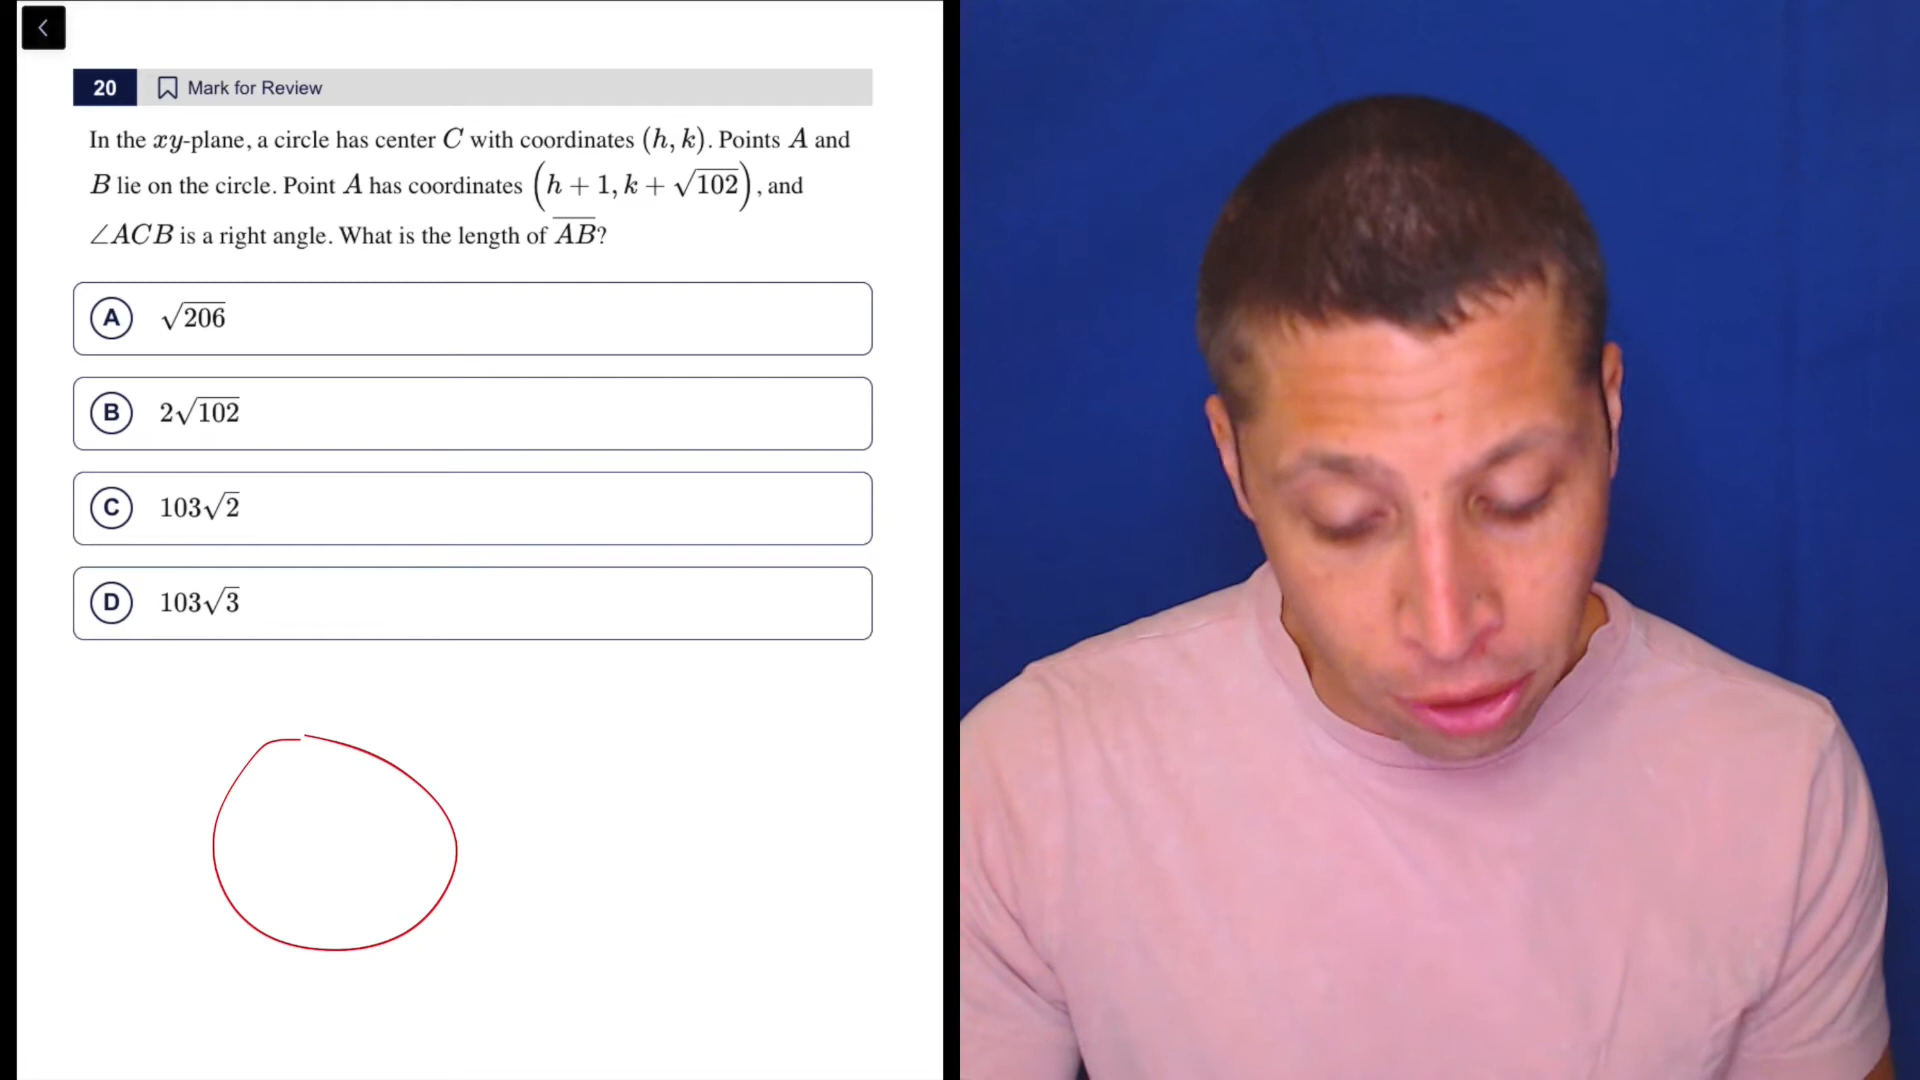 20 Mark for Review
In the xy-plane, a circle has center C with coordinates (h, k). Points A and
B lie on the circle. Point A has coordinates (h + 1, k + √102), and
∠ACB is a right angle. What is the length of A̅B̅?
A √206
B 2√102
C 103√2
D 103√3